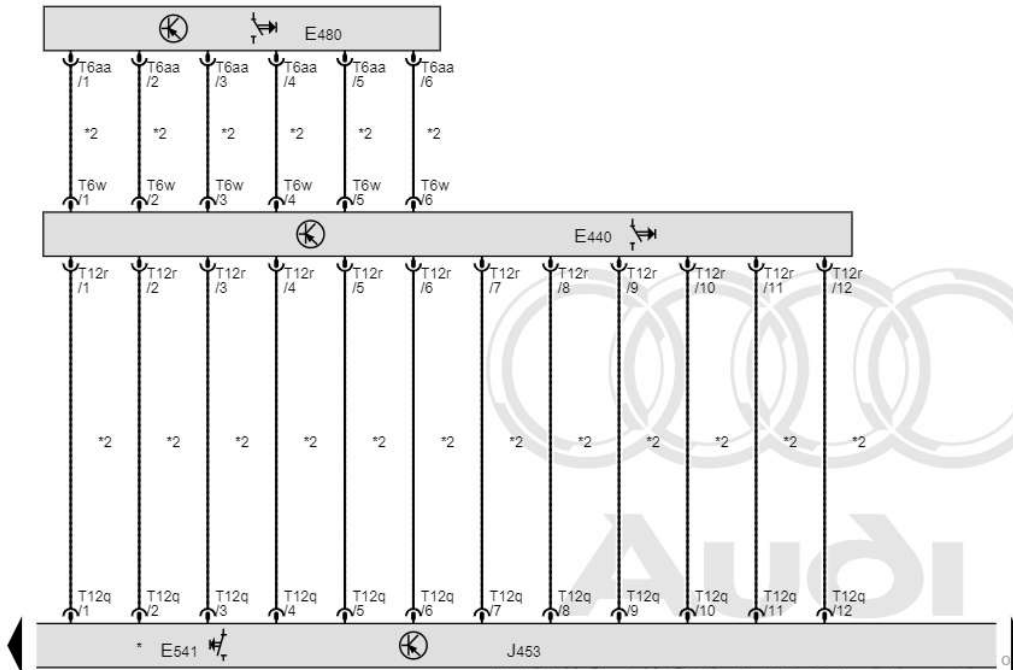 E480
T6aa T6aa T6aa T6aa T6aa T6aa
/1 /2 /3 /4 /5 /6
*2 *2 *2 *2 *2 *2
T6w T6w T6w T6w T6w T6w
/1 /2 /3 /4 /5 /6
E440
T12r T12r T12r T12r T12r T12r T12r T12r T12r T12r T12r T12r
/1 /2 /3 /4 /5 /6 /7 /8 /9 /10 /11 /12
*2 *2 *2 *2 *2 *2 *2 *2 *2 *2 *2 *2
Audi
T12q T12q T12q T12q T12q T12q T12q T12q T12q T12q T12q T12q
/1 /2 /3 /4 /5 /6 /7 /8 /9 /10 /11 /12
* E541 J453